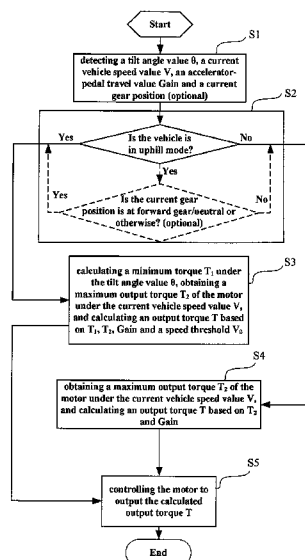 Start
S1
detecting a tilt angle value θ, a current
vehicle speed value V, an accelerator-
pedal travel value Gain and a current
gear position (optional)
S2
Yes
Is the vehicle is
in uphill mode?
No
Yes
Yes
Is the current gear
position is at forward gear/neutral or
otherwise? (optional)
No
S3
calculating a minimum torque T₁ under
the tilt angle value θ, obtaining a
maximum output torque T₂ of the motor
under the current vehicle speed value V,
and calculating an output torque T based
on T₁, T₂, Gain and a speed threshold V₀
S4
obtaining a maximum output torque T₂ of the
motor under the current vehicle speed value V,
and calculating an output torque T based on T₂
and Gain
S5
controlling the motor to
output the calculated
output torque T
End